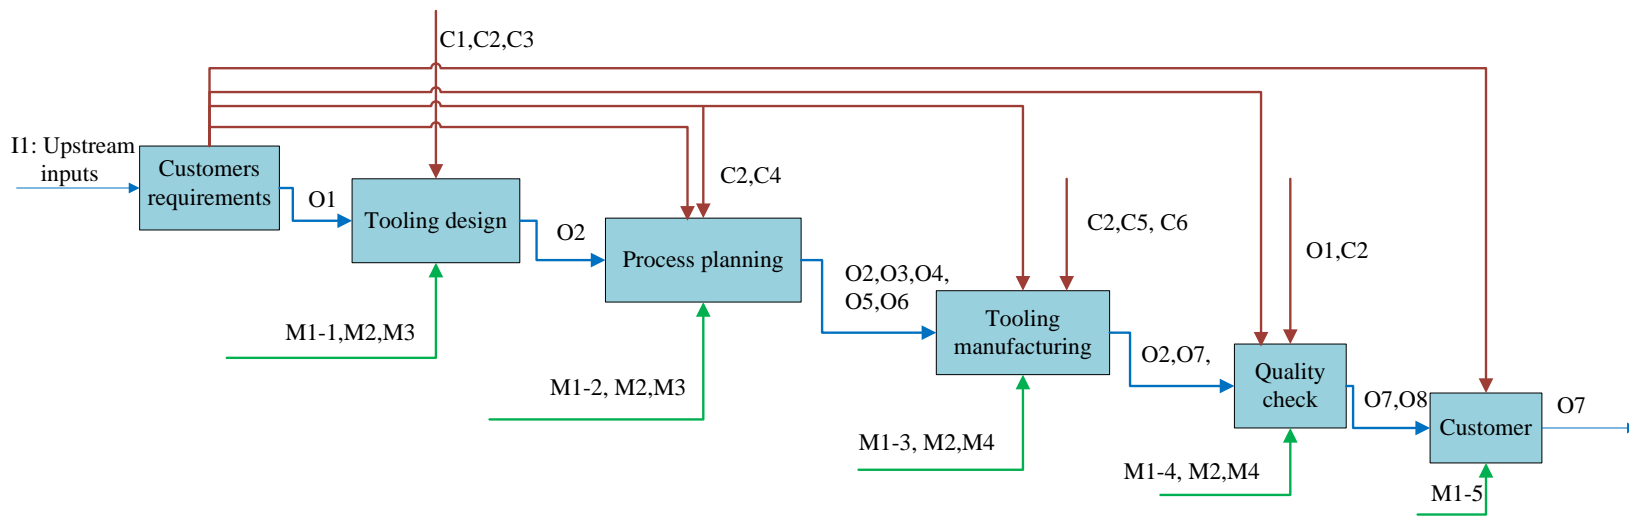 C1,C2,C3
I1: Upstream
inputs
Customers
requirements
O1
Tooling design
O2
C2,C4
Process planning
M1-1,M2,M3
M1-2, M2,M3
O2,O3,O4,
O5,O6
C2,C5, C6
Tooling
manufacturing
M1-3, M2,M4
O2,O7,
O1,C2
Quality
check
M1-4, M2,M4
O7,O8
Customer
O7
M1-5